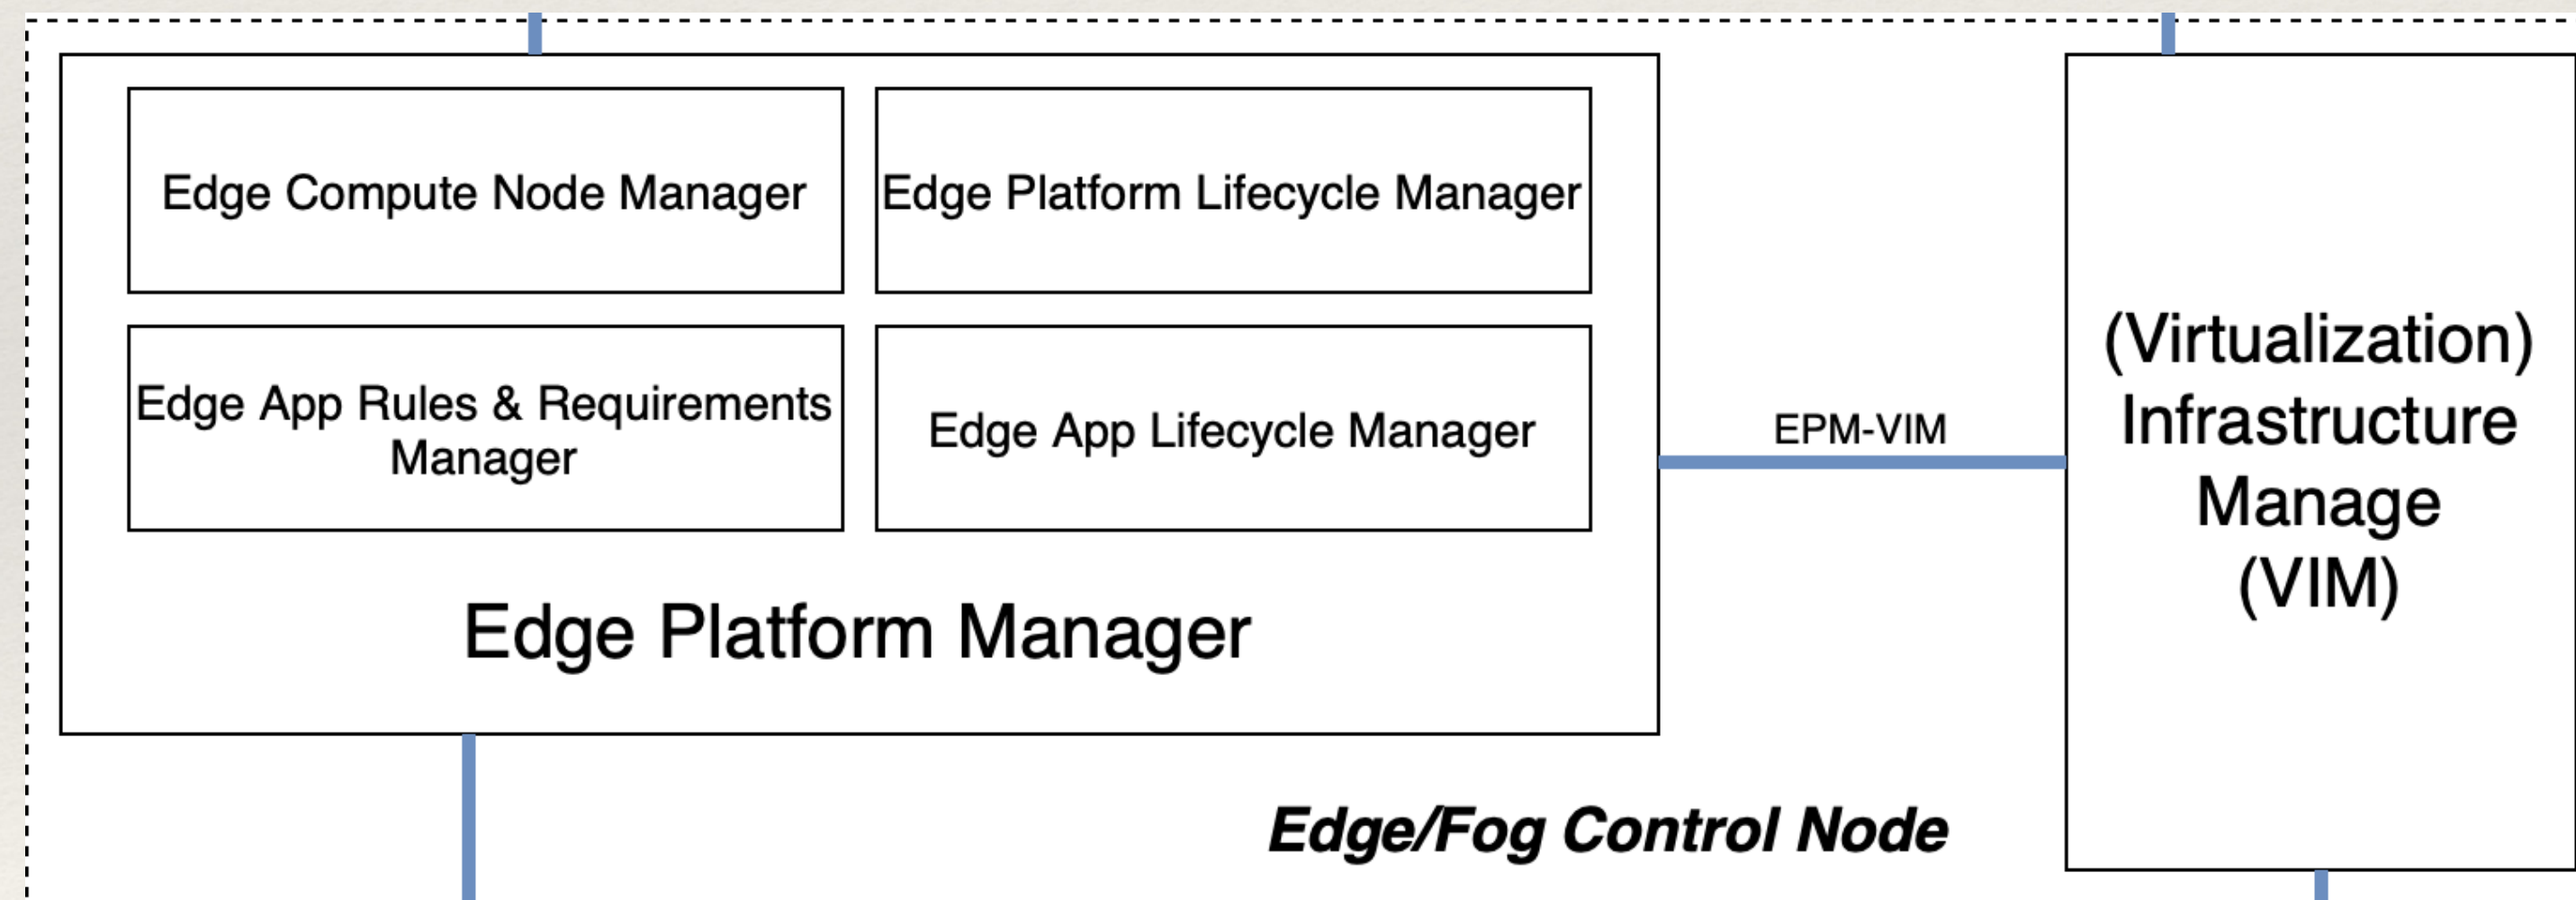 Edge Compute Node Manager
Edge Platform Lifecycle Manager
Edge App Rules & Requirements
Manager
Edge App Lifecycle Manager
Edge Platform Manager
EPM-VIM
(Virtualization)
Infrastructure
Manage
(VIM)
Edge/Fog Control Node